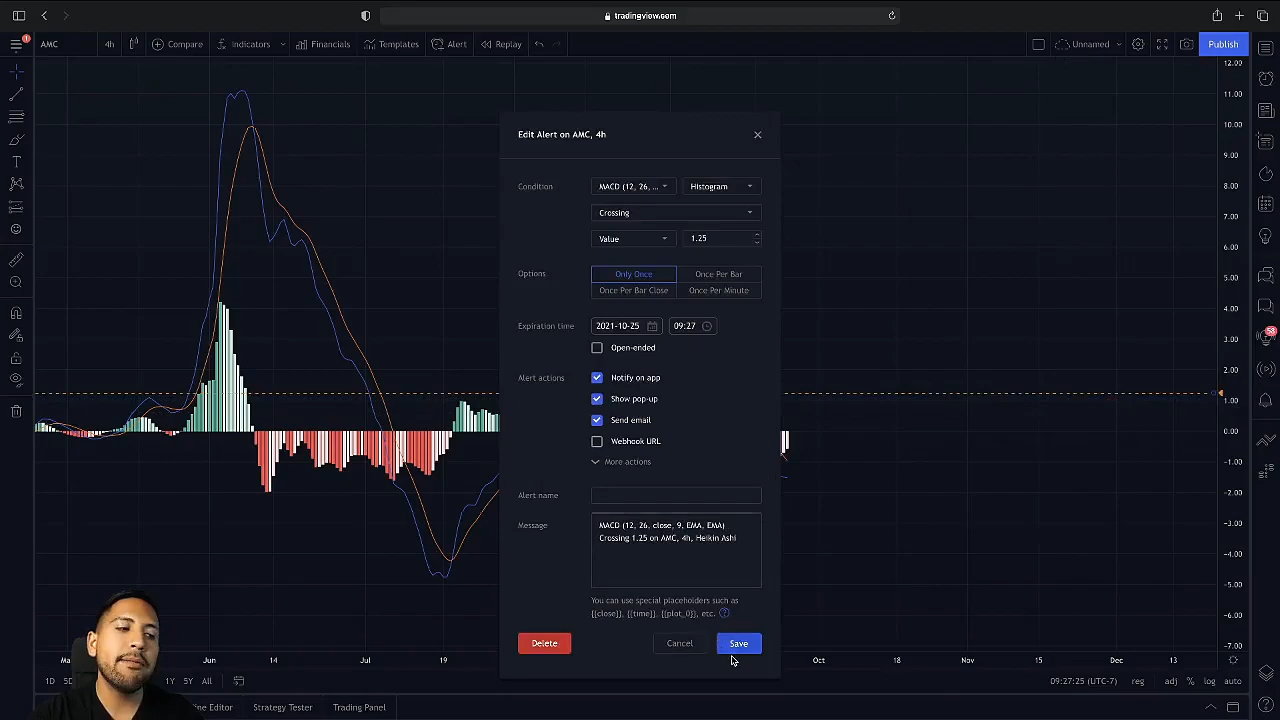 tradingview.com
AMC
4h
Compare
Indicators
Financials
Templates
Alert
Replay
Unnamed
Publish
1
12.00
11.00
10.00
9.00
8.00
7.00
6.00
5.00
4.00
3.00
2.00
1.00
0.00
-1.00
-2.00
-3.00
-4.00
-5.00
-6.00
-7.00
58
Edit Alert on AMC, 4h
Condition
MACD (12, 26, ...
Histogram
Crossing
Value
1.25
Options
Only Once
Once Per Bar
Once Per Bar Close
Once Per Minute
Expiration time
2021-10-25
09:27
Open-ended
Alert actions
Notify on app
Show pop-up
Send email
Webhook URL
More actions
Alert name
Message
MACD (12, 26, close, 9, EMA, EMA)
Crossing 1.25 on AMC, 4h, Heikin Ashi
You can use special placeholders such as
{{close}}, {{time}}, {{plot_0}}, etc.
Delete
Cancel
Save
Jun
14
Jul
19
Oct
18
Nov
15
Dec
13
1D
1Y
5Y
All
09:27:25 (UTC-7)
reg
adj
%
log
auto
Editor
Strategy Tester
Trading Panel